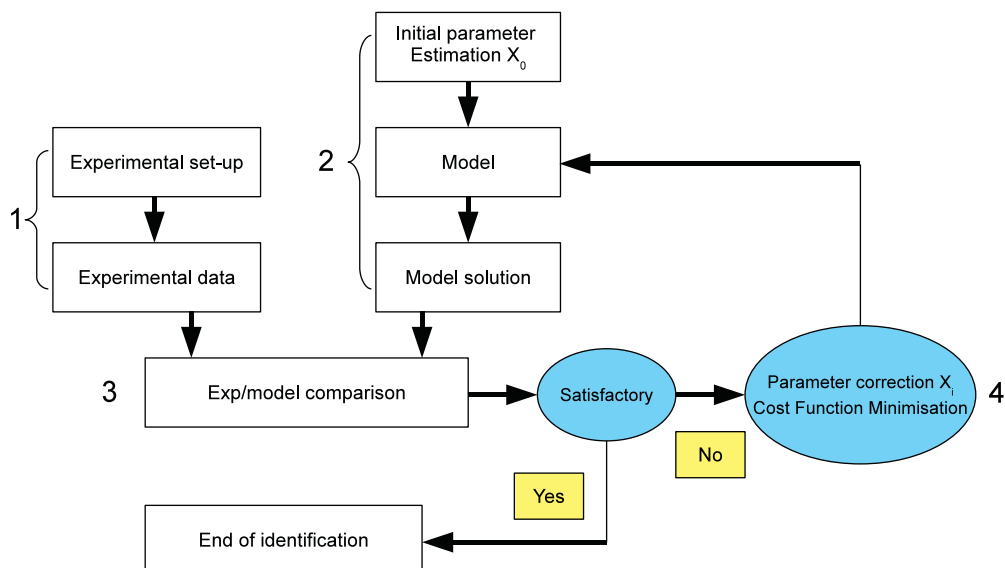 Initial parameter
Estimation X0
2
Model
Experimental set-up
1
Experimental data
Model solution
3
Exp/model comparison
Satisfactory
Parameter correction Xi
Cost Function Minimisation
4
No
Yes
End of identification